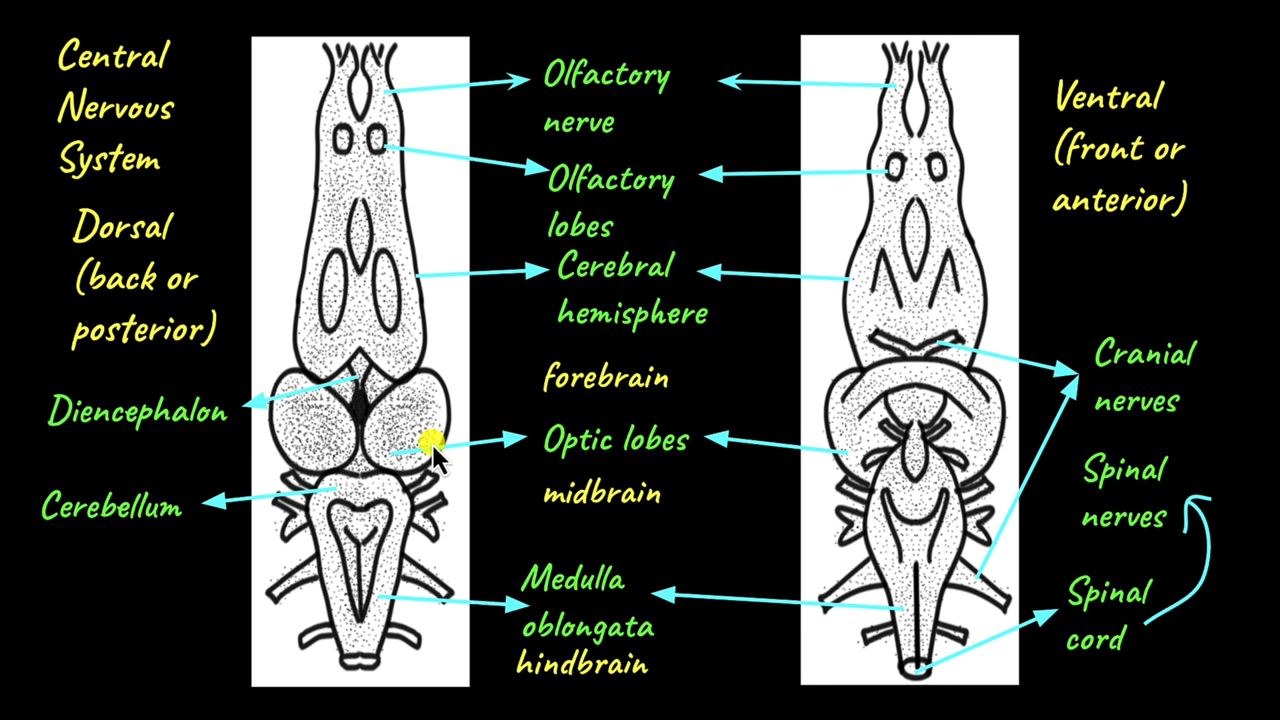 Central
Nervous
System
Dorsal
(back or
posterior)
Diencephalon
Cerebellum
Olfactory
nerve
Olfactory
lobes
Cerebral
hemisphere
forebrain
Optic lobes
midbrain
Medulla
oblongata
hindbrain
Ventral
(front or
anterior)
Cranial
nerves
Spinal
nerves
Spinal
cord